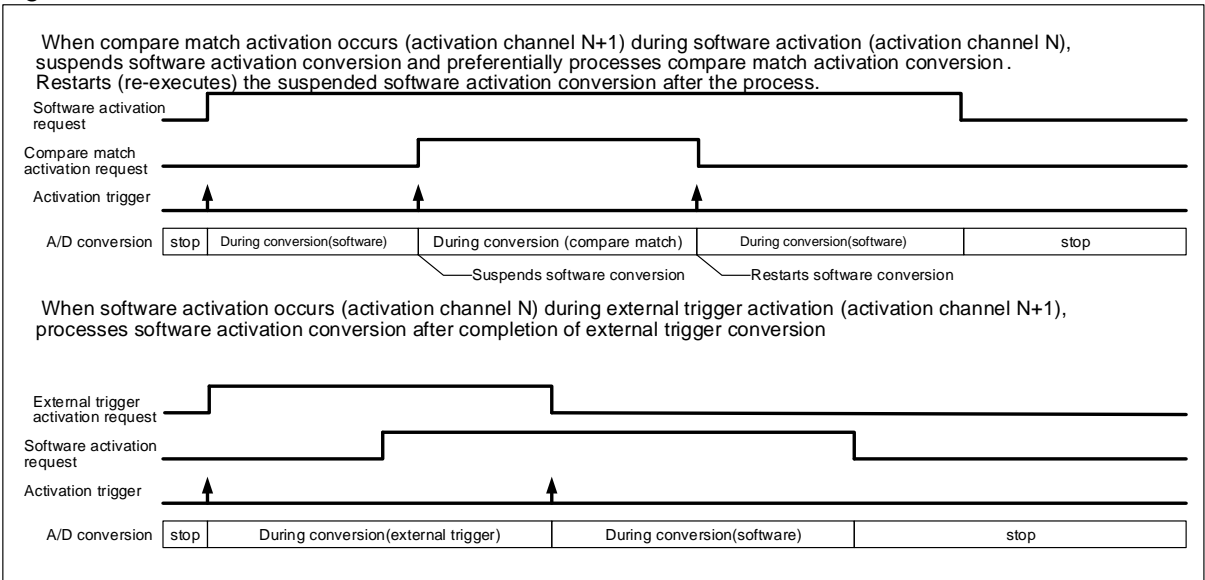 When compare match activation occurs (activation channel N+1) during software activation (activation channel N),
suspends software activation conversion and preferentially processes compare match activation conversion.
Restarts (re-executes) the suspended software activation conversion after the process.
Software activation
request
Compare match
activation request
Activation trigger
A/D conversion stop During conversion(software) During conversion (compare match) During conversion(software) stop
Suspends software conversion Restarts software conversion
When software activation occurs (activation channel N) during external trigger activation (activation channel N+1),
processes software activation conversion after completion of external trigger conversion
External trigger
activation request
Software activation
request
Activation trigger
A/D conversion stop During conversion(external trigger) During conversion(software) stop